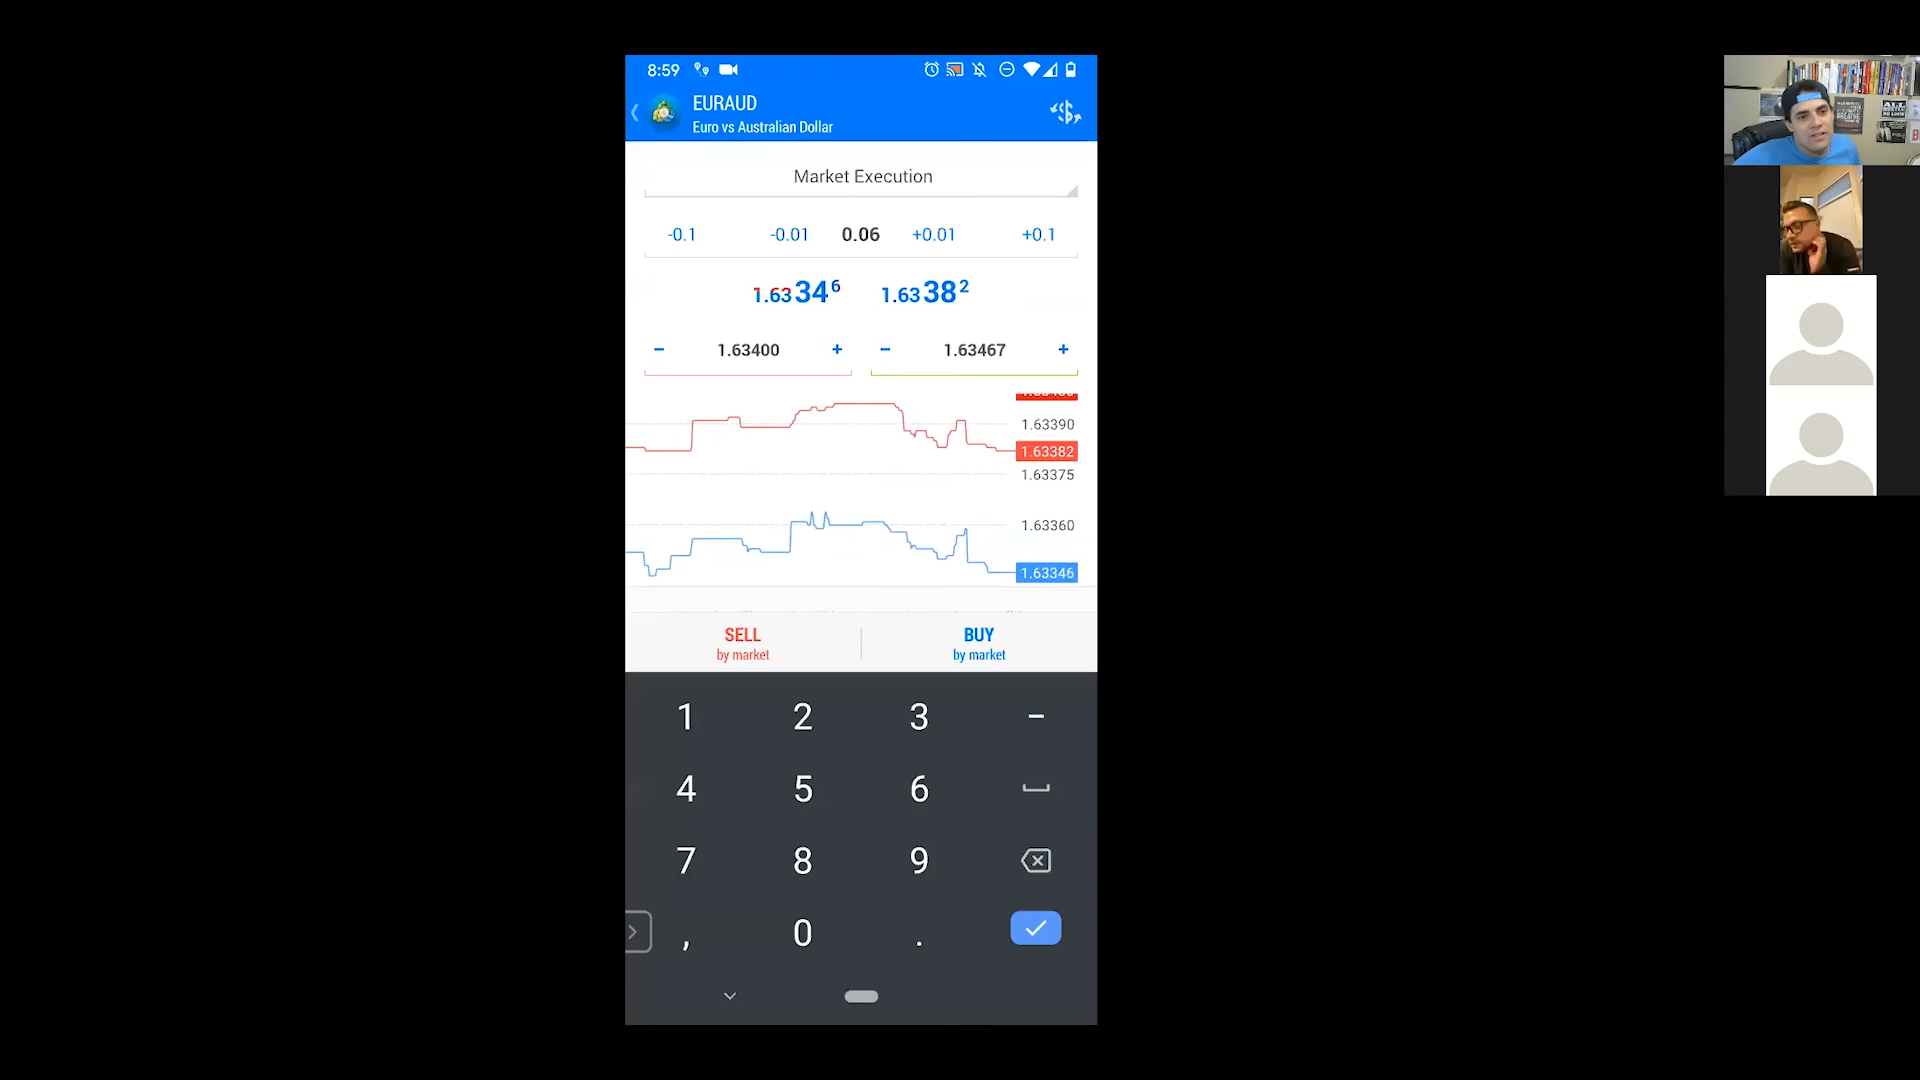 8:59
EURAUD
Euro vs Australian Dollar
Market Execution
-0.1 -0.01 0.06 +0.01 +0.1
1.63346 1.63382
− 1.63400 + − 1.63467 +
1.63390
1.63382
1.63375
1.63360
1.63346
SELL BUY
by market by market
1 2 3 −
4 5 6
7 8 9
, 0 .
ALL